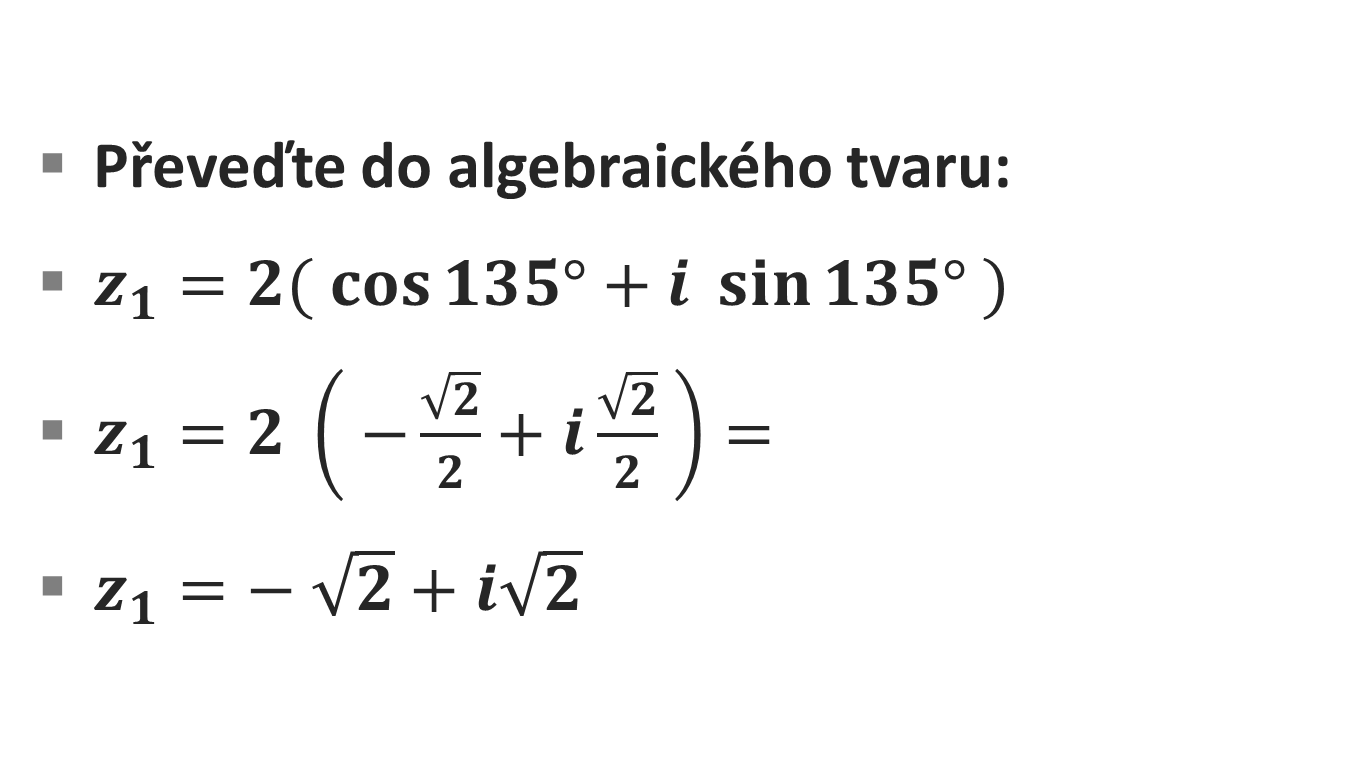 ▪ Převeďte do algebraického tvaru:
▪ z₁ = 2( cos 135° + i sin 135° )
▪ z₁ = 2 ( −√2/2 + i √2/2 ) =
▪ z₁ = − √2 + i√2